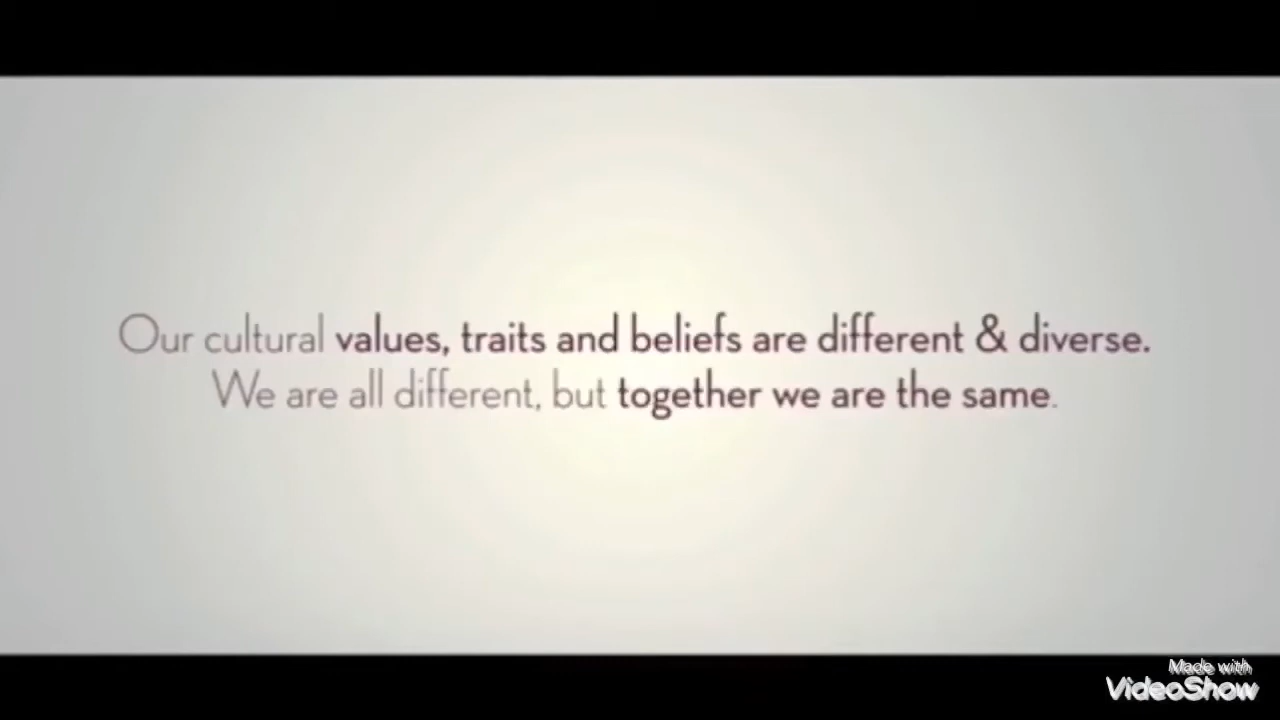 Our cultural values, traits and beliefs are different & diverse.
We are all different, but together we are the same.
Made with
VideoShow